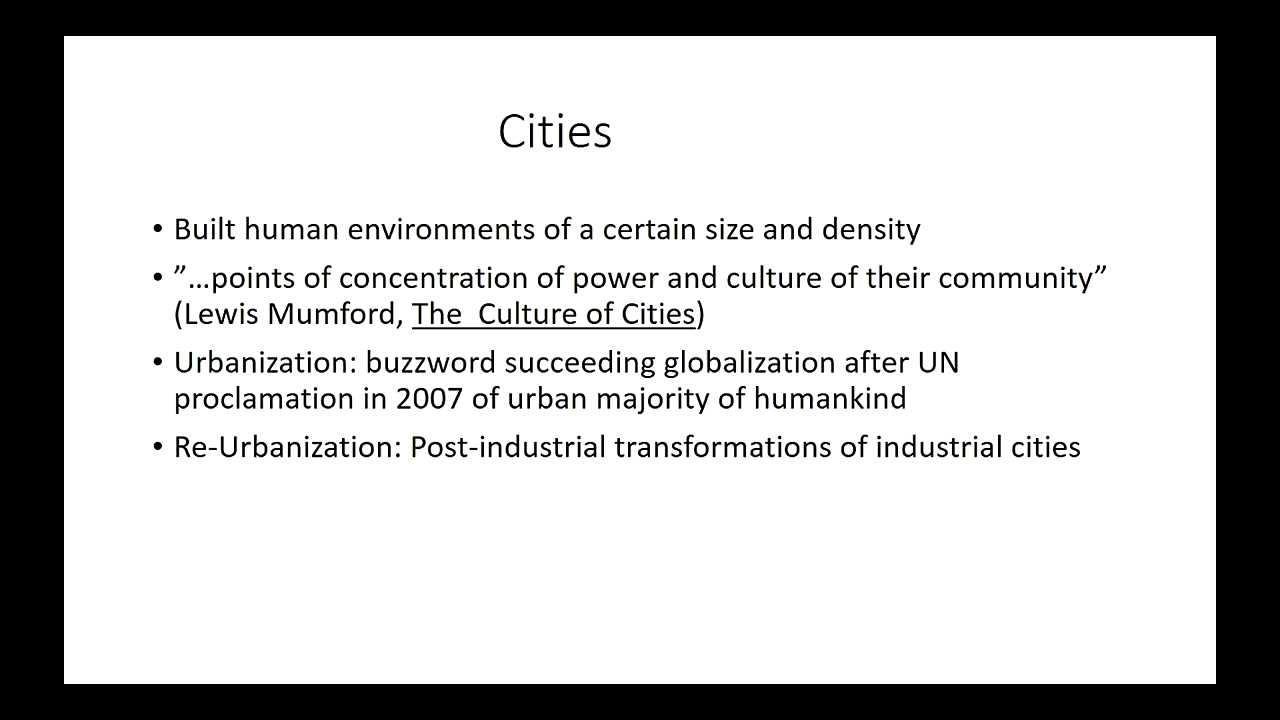 Cities
• Built human environments of a certain size and density
• ”…points of concentration of power and culture of their community”
(Lewis Mumford, The  Culture of Cities)
• Urbanization: buzzword succeeding globalization after UN
proclamation in 2007 of urban majority of humankind
• Re-Urbanization: Post-industrial transformations of industrial cities